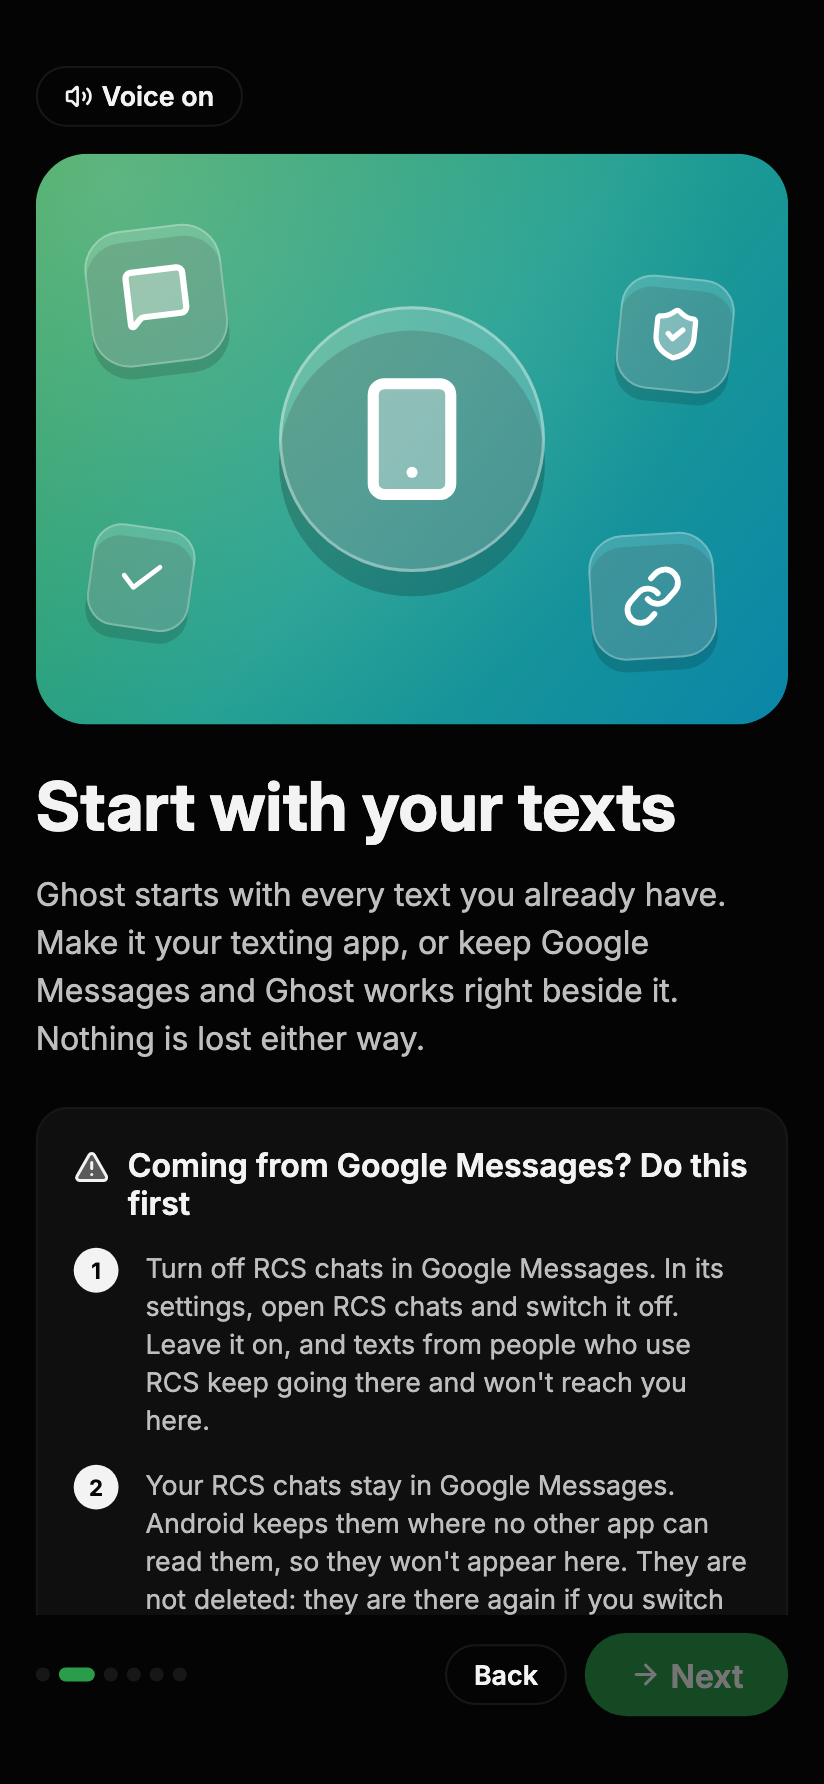 Voice on
Start with your texts
Ghost starts with every text you already have.
Make it your texting app, or keep Google
Messages and Ghost works right beside it.
Nothing is lost either way.
Coming from Google Messages? Do this
first
1
Turn off RCS chats in Google Messages. In its
settings, open RCS chats and switch it off.
Leave it on, and texts from people who use
RCS keep going there and won't reach you
here.
2
Your RCS chats stay in Google Messages.
Android keeps them where no other app can
read them, so they won't appear here. They are
not deleted: they are there again if you switch
Back
Next